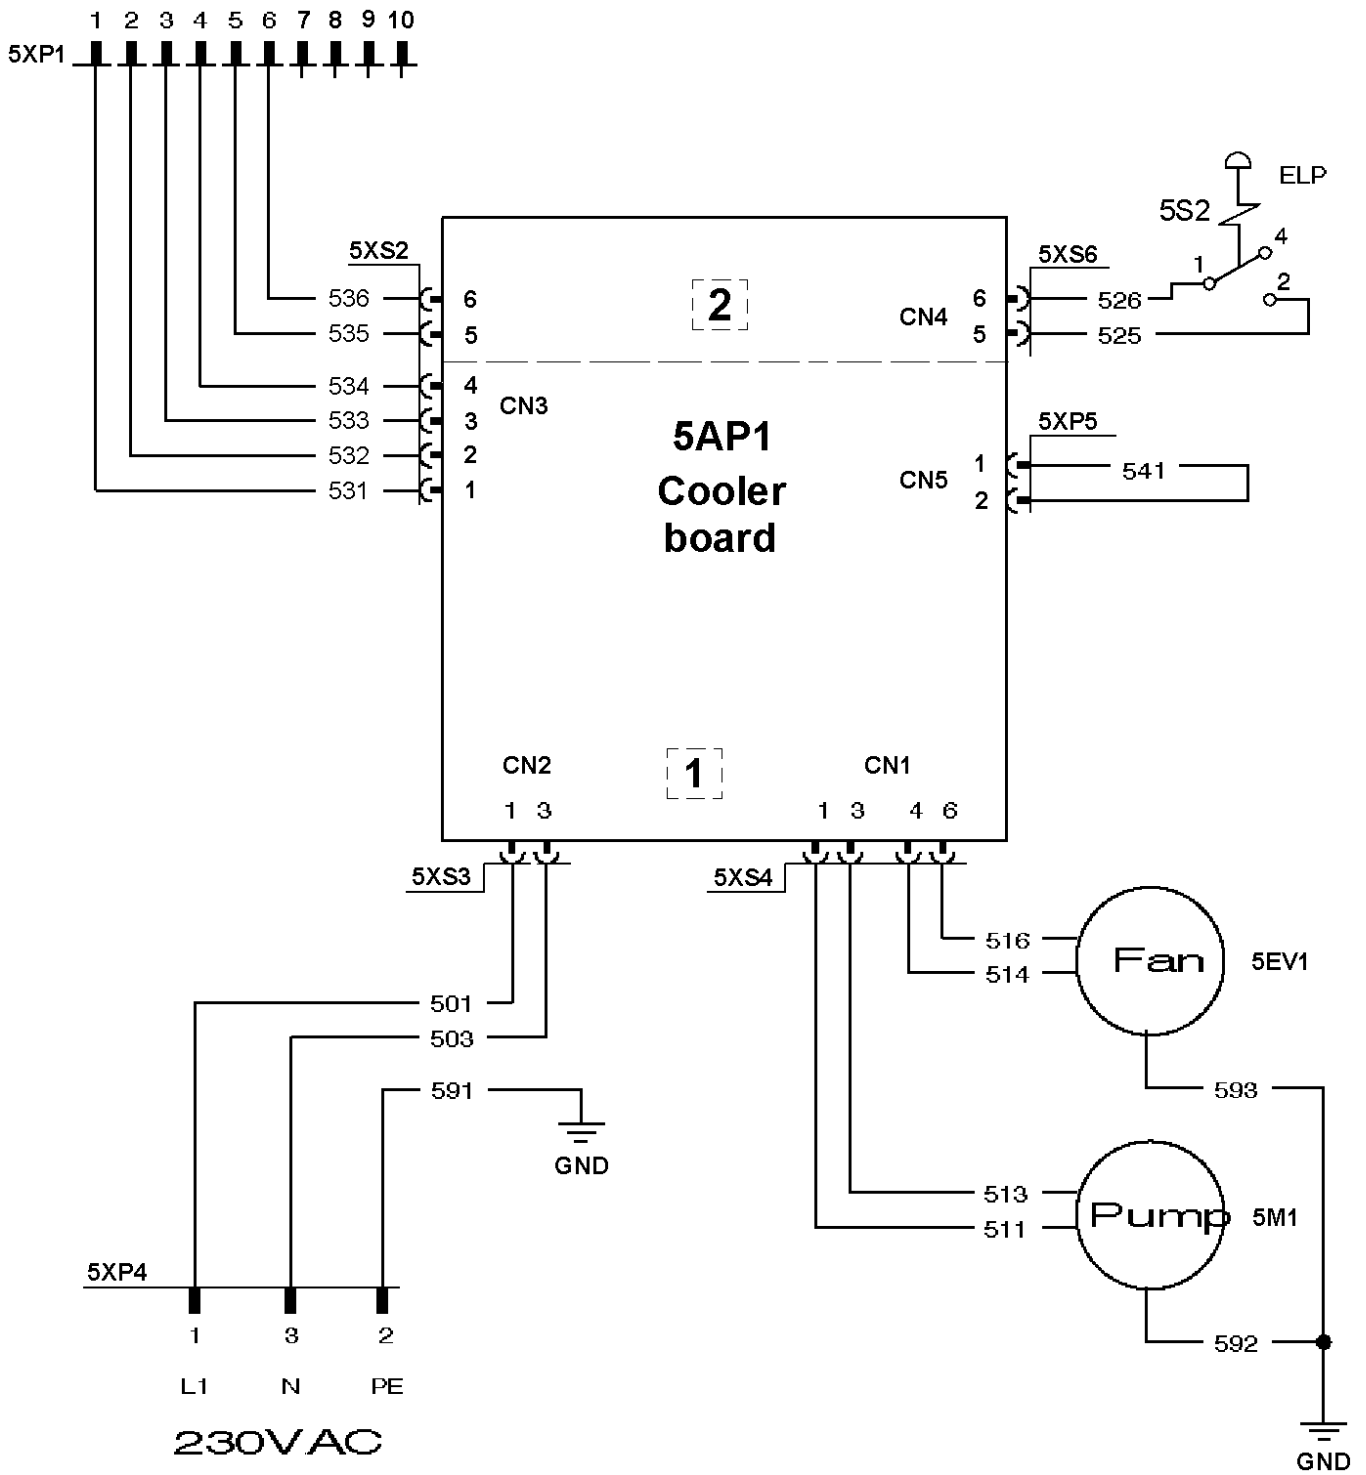 1 2 3 4 5 6 7 8 9 10
5XP1
ELP
5S2
4
1
2
5XS2
5XS6
536 6
2
CN4 6 526
535 5
5 525
534 4
CN3
533 3
532 2
531 1
5AP1
Cooler
board
5XP5
1 541
CN5
2
CN2
1
CN1
1 3
1 3 4 6
5XS3
5XS4
516
514
Fan
5EV1
501
503
591
GND
593
513
511
Pump
5M1
592
GND
5XP4
1 3 2
L1 N PE
230VAC